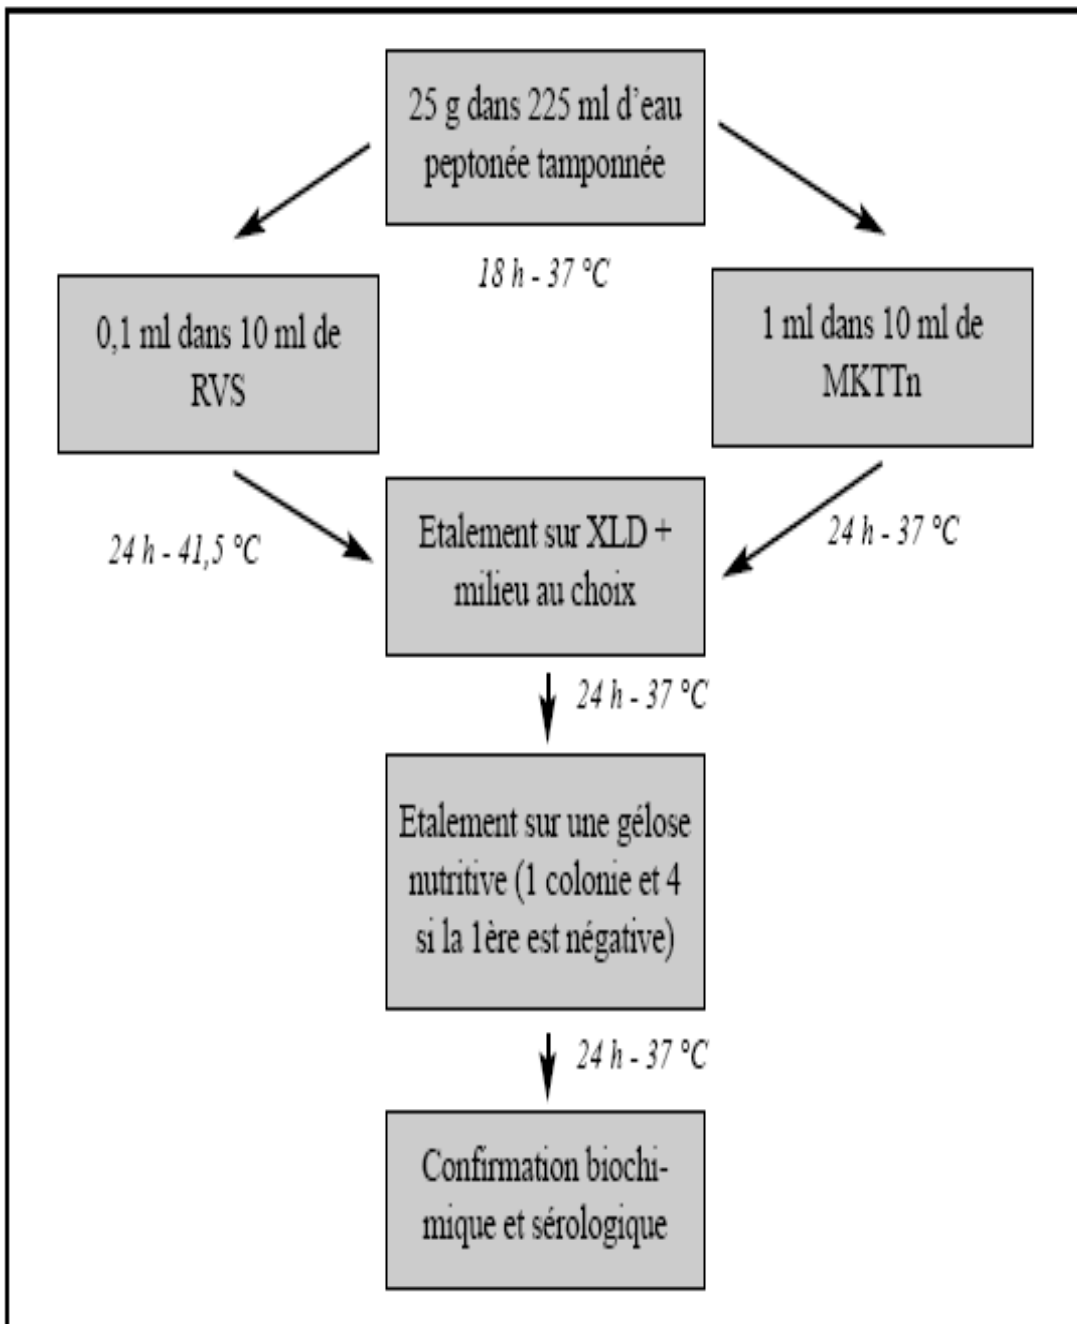 25 g dans 225 ml d’eau
peptonée tamponnée
18 h - 37 °C
0,1 ml dans 10 ml de
RVS
1 ml dans 10 ml de
MKTTn
24 h - 41,5 °C
24 h - 37 °C
Etalement sur XLD +
milieu au choix
24 h - 37 °C
Etalement sur une gélose
nutritive (1 colonie et 4
si la 1ère est négative)
24 h - 37 °C
Confirmation biochi-
mique et sérologique